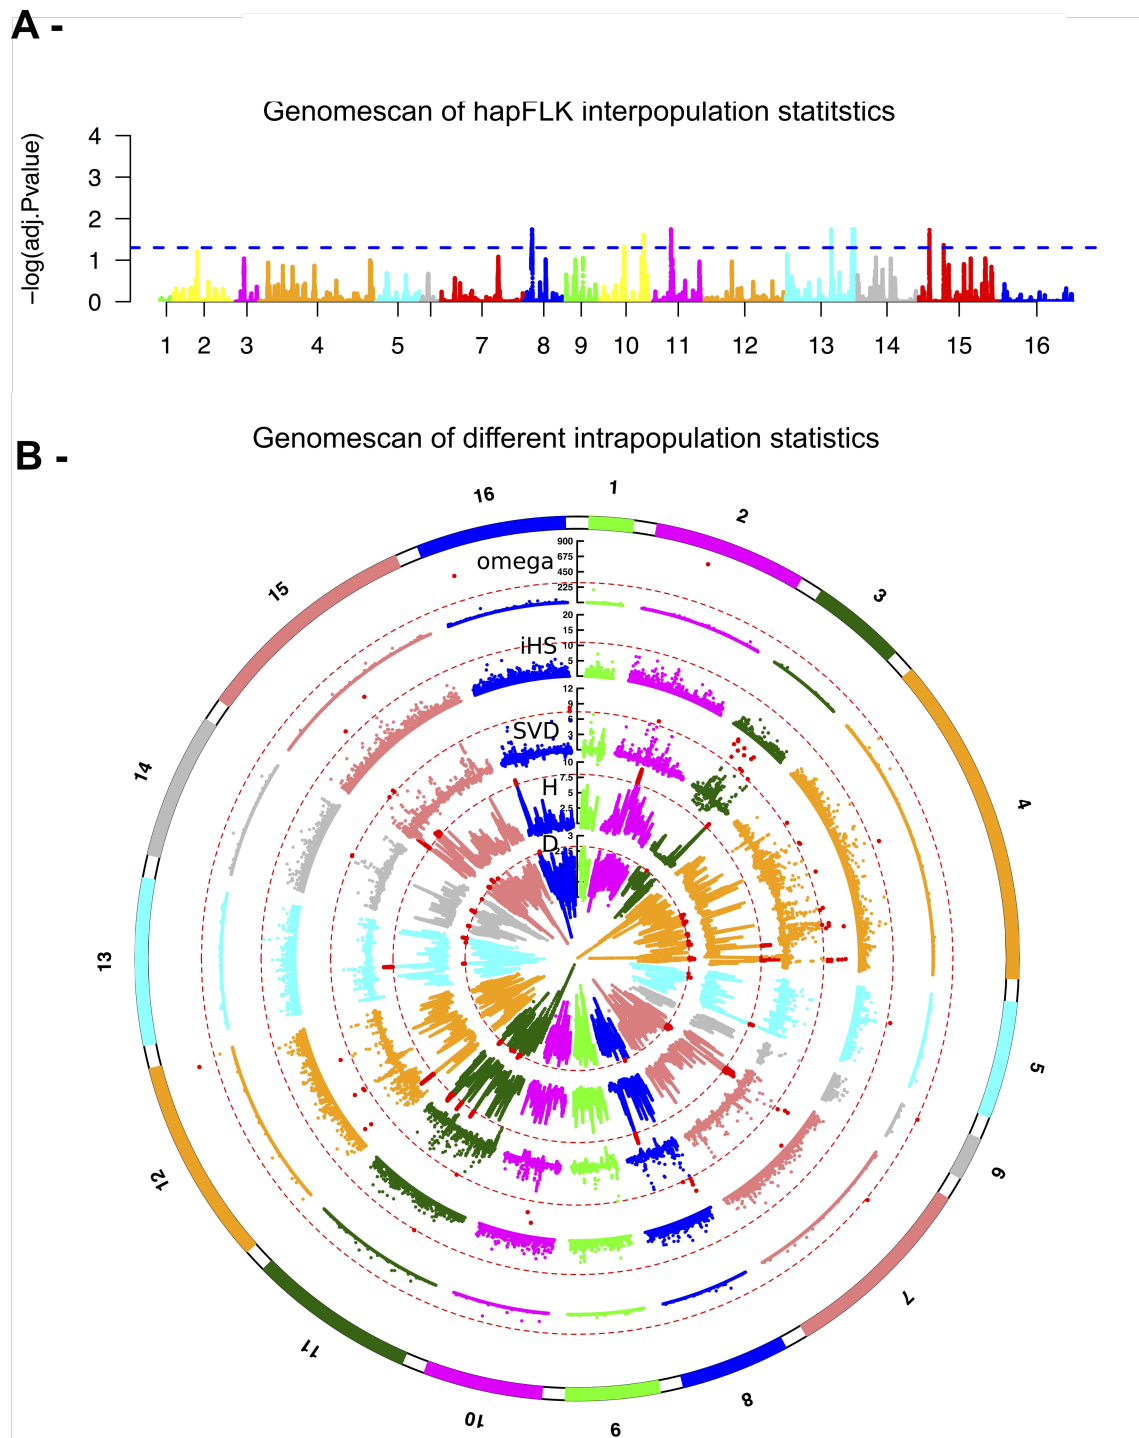 A -
Genomescan of hapFLK interpopulation statitstics
−log(adj.Pvalue)
4
3
2
1
0
1 2 3 4 5 7 8 9 10 11 12 13 14 15 16
Genomescan of different intrapopulation statistics
B -
16 1 2
15 3
14 4
13 5
12 6
11 7
10 9 8
omega
900
675
450
225
iHS
20
15
10
5
SVD
12
9
6
3
H
10
7.5
5
2.5
D
3